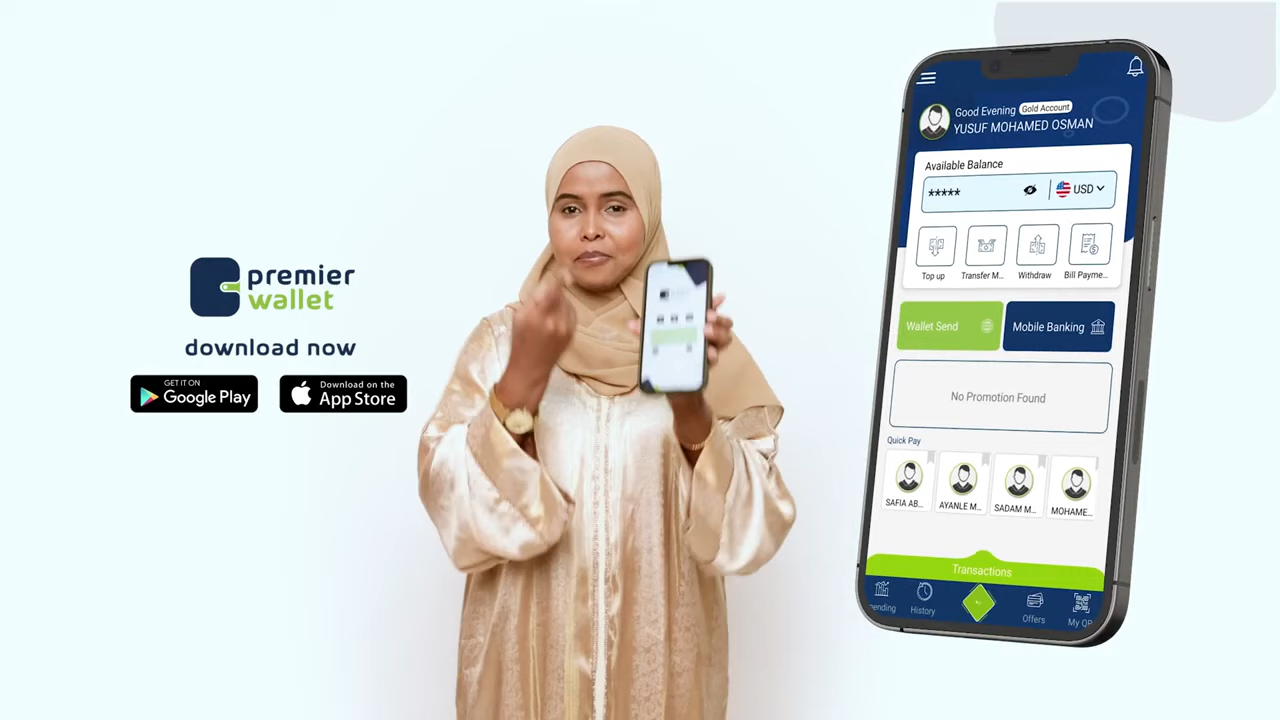 premier
wallet
download now
GET IT ON
Google Play
Download on the
App Store
Good Evening Gold Account
YUSUF MOHAMED OSMAN
Available Balance
***** USD
Top up Transfer M... Withdraw Bill Payme...
Wallet Send Mobile Banking
No Promotion Found
Quick Pay
SAFIA AB... AYANLE M... SADAM M... MOHAME...
Transactions
pending History Offers My QR